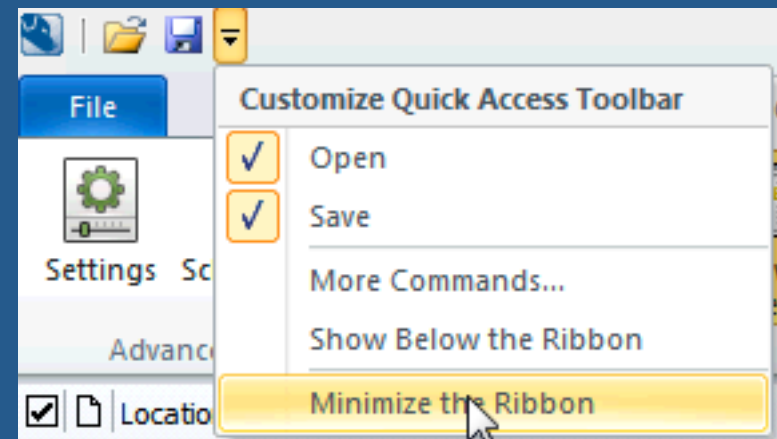 File
Customize Quick Access Toolbar
Open
Save
Settings
More Commands...
Show Below the Ribbon
Minimize the Ribbon